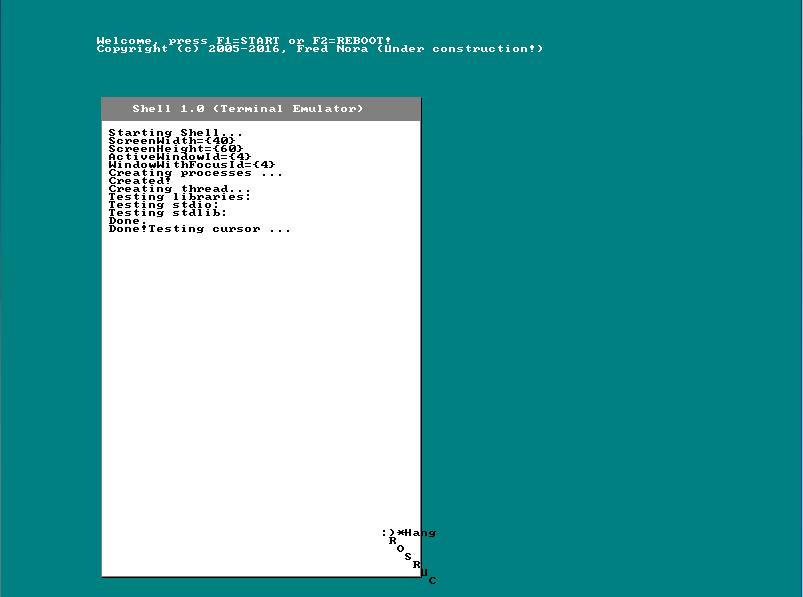 Welcome, press F1=START or F2=REBOOT!
Copyright (c) 2005-2016, Fred Nora (Under construction!)
Shell 1.0 (Terminal Emulator)
Starting Shell...
ScreenWidth={40}
ScreenHeight={60}
ActiveWindowId={4}
WindowWithFocusId={4}
Creating processes ...
Created!
Creating thread...
Testing libraries:
Testing stdio:
Testing stdlib:
Done.
Done!Testing cursor ...
:)*Hang
R
O
S
R
U
C